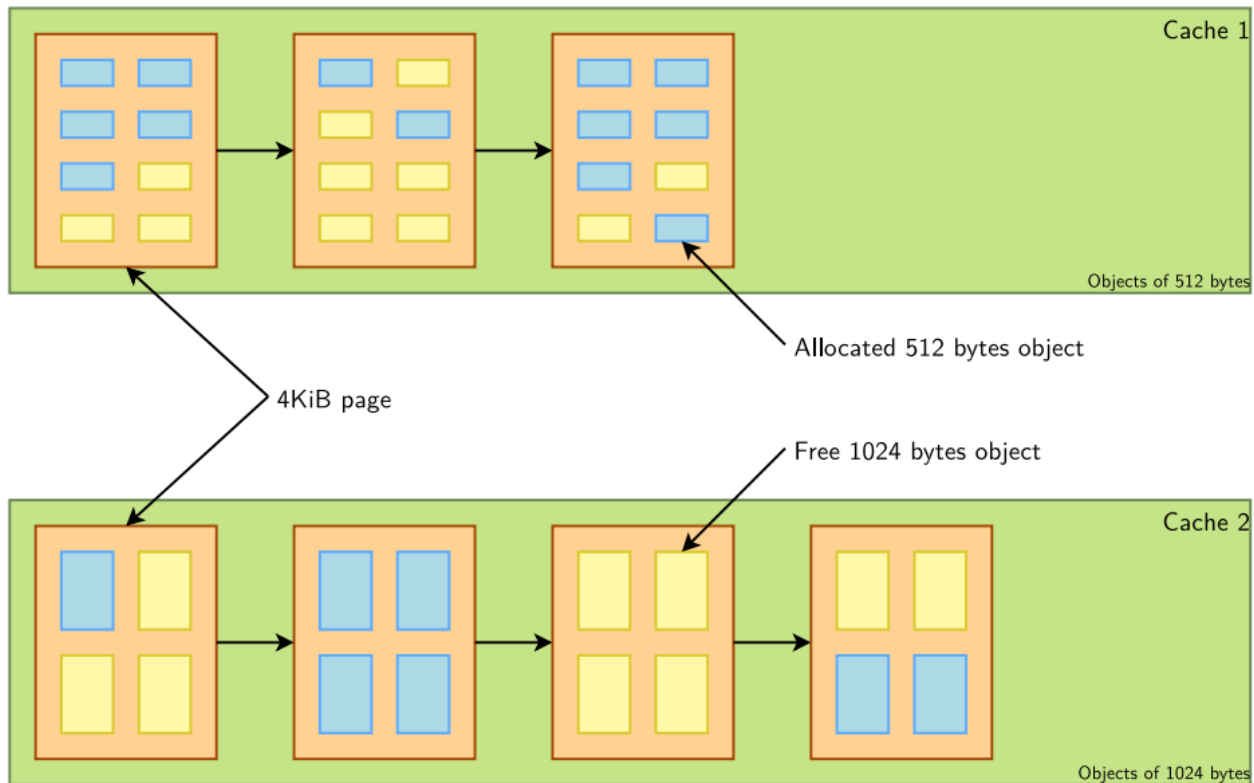 Cache 1
Objects of 512 bytes
Allocated 512 bytes object
4KiB page
Free 1024 bytes object
Cache 2
Objects of 1024 bytes